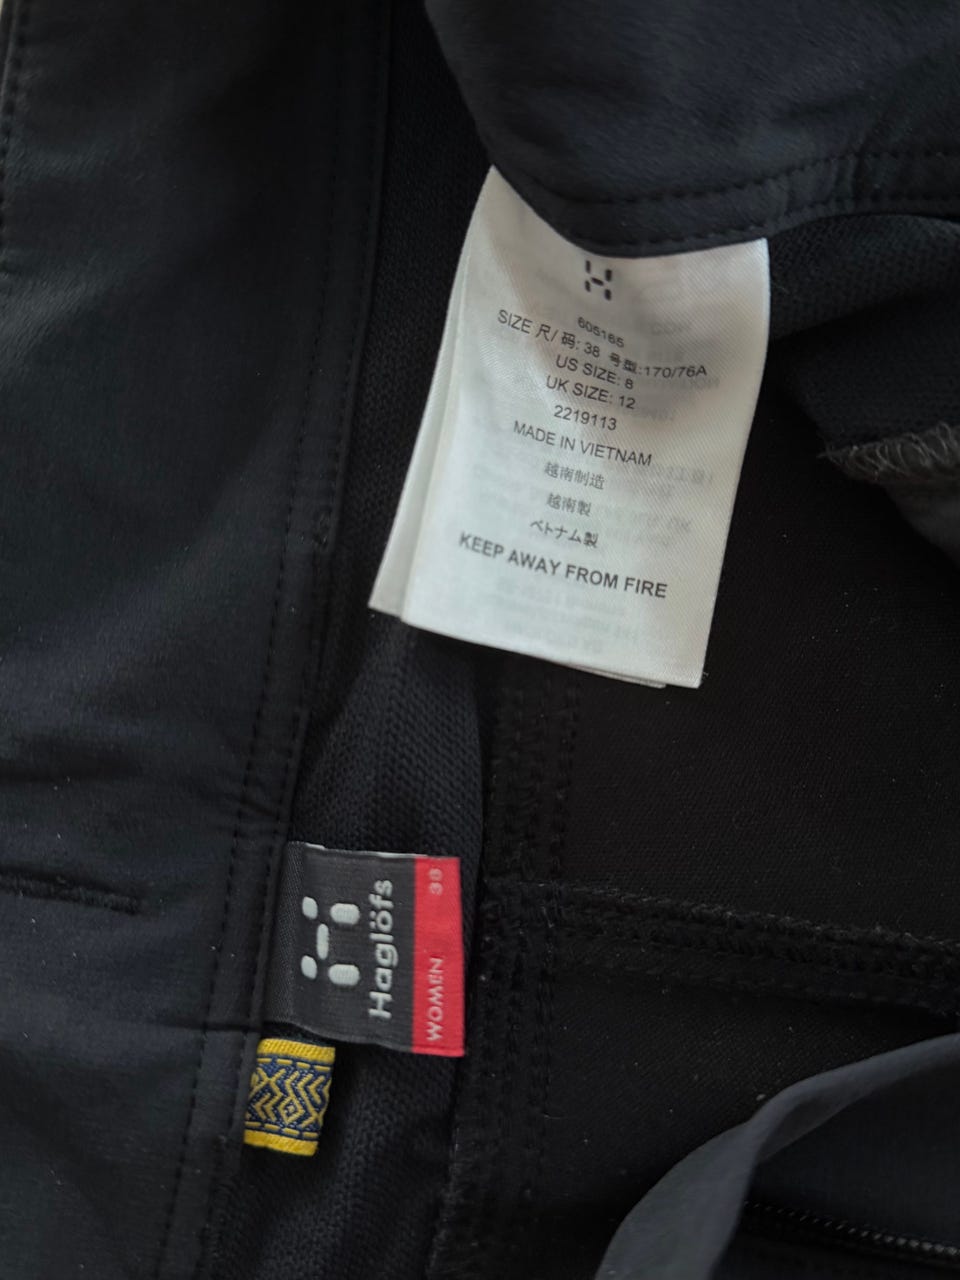 605165
SIZE 尺/码: 38 号型:170/76A
US SIZE: 8
UK SIZE: 12
2219113
MADE IN VIETNAM
越南制造
越南製
ベトナム製
KEEP AWAY FROM FIRE
Haglöfs
WOMEN 38